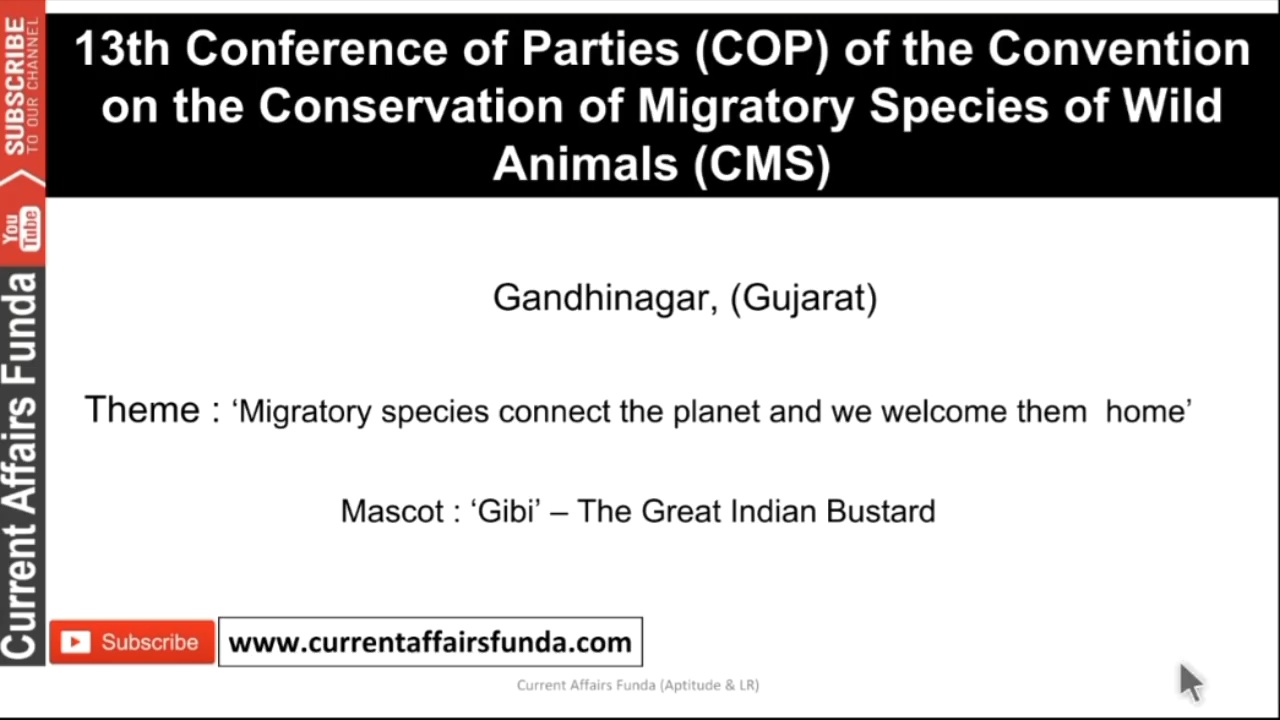 13th Conference of Parties (COP) of the Convention
on the Conservation of Migratory Species of Wild
Animals (CMS)
Gandhinagar, (Gujarat)
Theme : ‘Migratory species connect the planet and we welcome them home’
Mascot : ‘Gibi’ – The Great Indian Bustard
SUBSCRIBE
TO OUR CHANNEL
You Tube
Current Affairs Funda
Subscribe
www.currentaffairsfunda.com
Current Affairs Funda (Aptitude & LR)